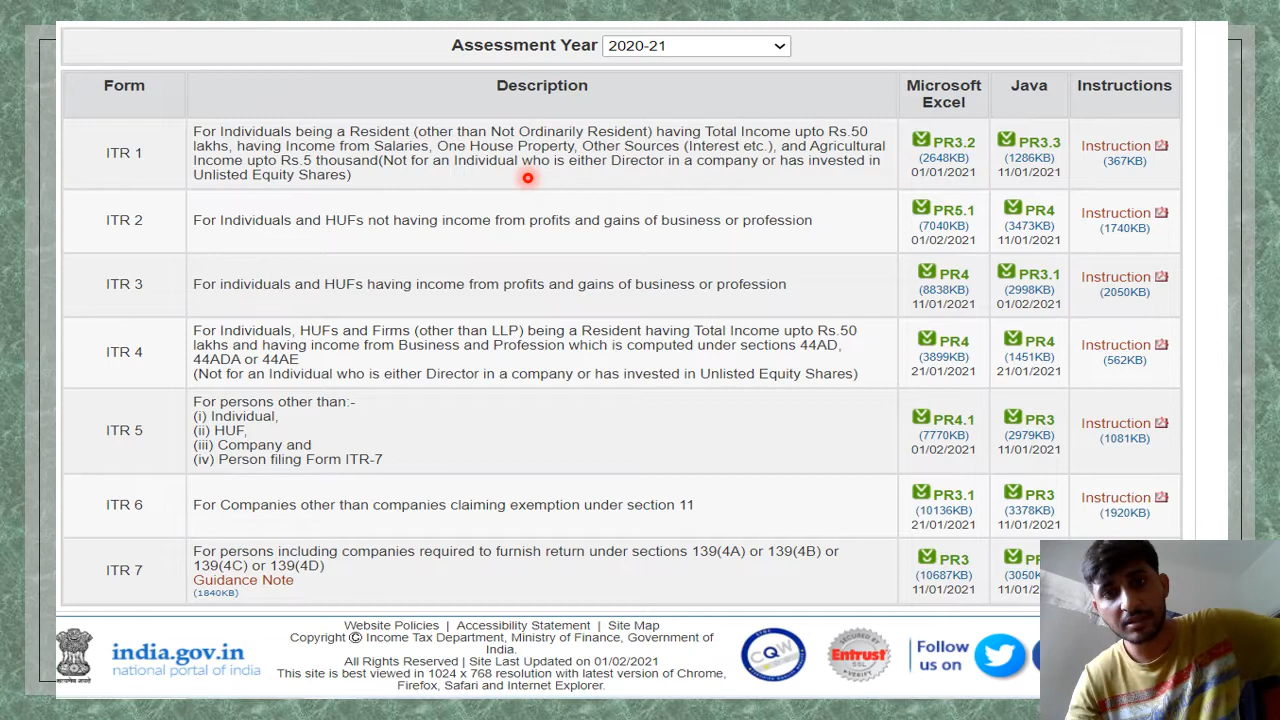 Assessment Year 2020-21
Form Description Microsoft Excel Java Instructions
ITR 1
For Individuals being a Resident (other than Not Ordinarily Resident) having Total Income upto Rs.50
lakhs, having Income from Salaries, One House Property, Other Sources (Interest etc.), and Agricultural
Income upto Rs.5 thousand(Not for an Individual who is either Director in a company or has invested in
Unlisted Equity Shares)
PR3.2
(2648KB)
01/01/2021
PR3.3
(1286KB)
11/01/2021
Instruction
(367KB)
ITR 2
For Individuals and HUFs not having income from profits and gains of business or profession
PR5.1
(7040KB)
01/02/2021
PR4
(3473KB)
11/01/2021
Instruction
(1740KB)
ITR 3
For individuals and HUFs having income from profits and gains of business or profession
PR4
(8838KB)
11/01/2021
PR3.1
(2998KB)
01/02/2021
Instruction
(2050KB)
ITR 4
For Individuals, HUFs and Firms (other than LLP) being a Resident having Total Income upto Rs.50
lakhs and having income from Business and Profession which is computed under sections 44AD,
44ADA or 44AE
(Not for an Individual who is either Director in a company or has invested in Unlisted Equity Shares)
PR4
(3899KB)
21/01/2021
PR4
(1451KB)
21/01/2021
Instruction
(562KB)
ITR 5
For persons other than:-
(i) Individual,
(ii) HUF,
(iii) Company and
(iv) Person filing Form ITR-7
PR4.1
(7770KB)
01/02/2021
PR3
(2979KB)
11/01/2021
Instruction
(1081KB)
ITR 6
For Companies other than companies claiming exemption under section 11
PR3.1
(10136KB)
21/01/2021
PR3
(3378KB)
11/01/2021
Instruction
(1920KB)
ITR 7
For persons including companies required to furnish return under sections 139(4A) or 139(4B) or
139(4C) or 139(4D)
Guidance Note
(1840KB)
PR3
(10687KB)
11/01/2021
(3050K
11/01
india.gov.in
national portal of india
Website Policies | Accessibility Statement | Site Map
Copyright © Income Tax Department, Ministry of Finance, Government of
India.
All Rights Reserved | Site Last Updated on 01/02/2021
This site is best viewed in 1024 x 768 resolution with latest version of Chrome,
Firefox, Safari and Internet Explorer.
CQW
SECURED BY
Entrust
SSL
Follow
us on